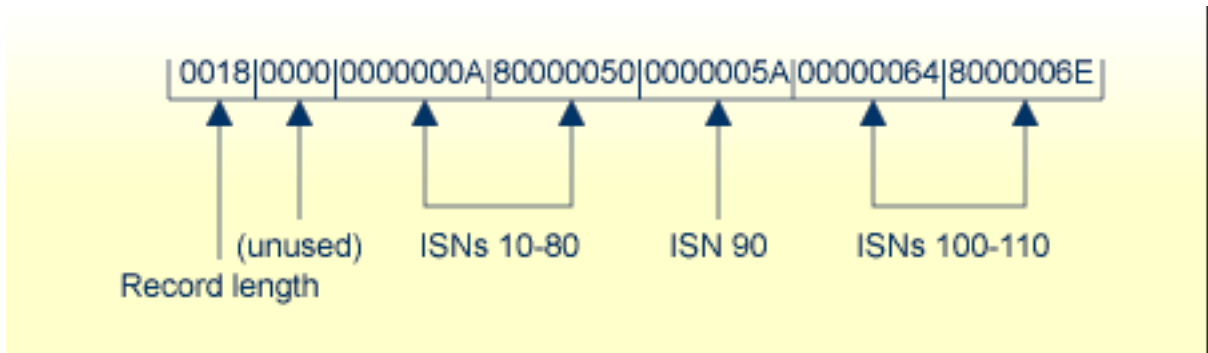 0018|0000|0000000A|80000050|0000005A|00000064|8000006E
(unused) ISNs 10-80 ISN 90 ISNs 100-110
Record length